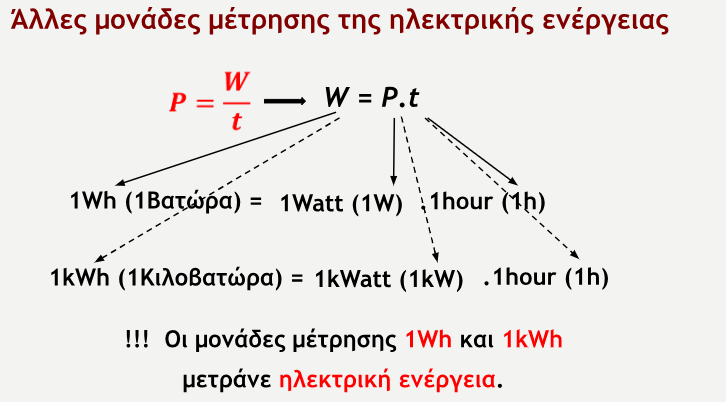 Άλλες μονάδες μέτρησης της ηλεκτρικής ενέργειας
P = W/t W = P.t
1Wh (1Βατώρα) = 1Watt (1W) .1hour (1h)
1kWh (1Κιλοβατώρα) = 1kWatt (1kW) .1hour (1h)
!!! Οι μονάδες μέτρησης 1Wh και 1kWh
μετράνε ηλεκτρική ενέργεια.